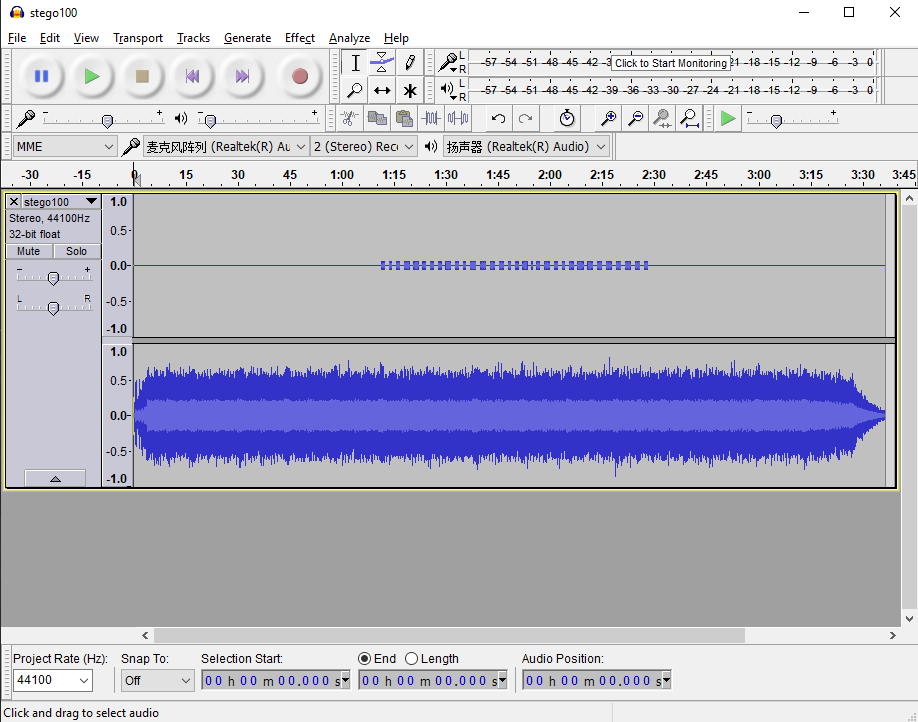 stego100
File Edit View Transport Tracks Generate Effect Analyze Help
L -57 -54 -51 -48 -45 -42 -3 Click to Start Monitoring 21 -18 -15 -12 -9 -6 -3 0
R
L -57 -54 -51 -48 -45 -42 -39 -36 -33 -30 -27 -24 -21 -18 -15 -12 -9 -6 -3 0
R
- + - + - +
MME 麦克风阵列 (Realtek(R) Au 2 (Stereo) Recc 扬声器 (Realtek(R) Audio)
-30 -15 0 15 30 45 1:00 1:15 1:30 1:45 2:00 2:15 2:30 2:45 3:00 3:15 3:30 3:45
stego100 1.0
Stereo, 44100Hz 0.5
32-bit float
Mute Solo 0.0
- +
L R -0.5
-1.0
1.0
0.5
0.0
-0.5
-1.0
Project Rate (Hz): Snap To: Selection Start: End Length Audio Position:
44100 Off 00 h 00 m 00.000 s 00 h 00 m 00.000 s 00 h 00 m 00.000 s
Click and drag to select audio